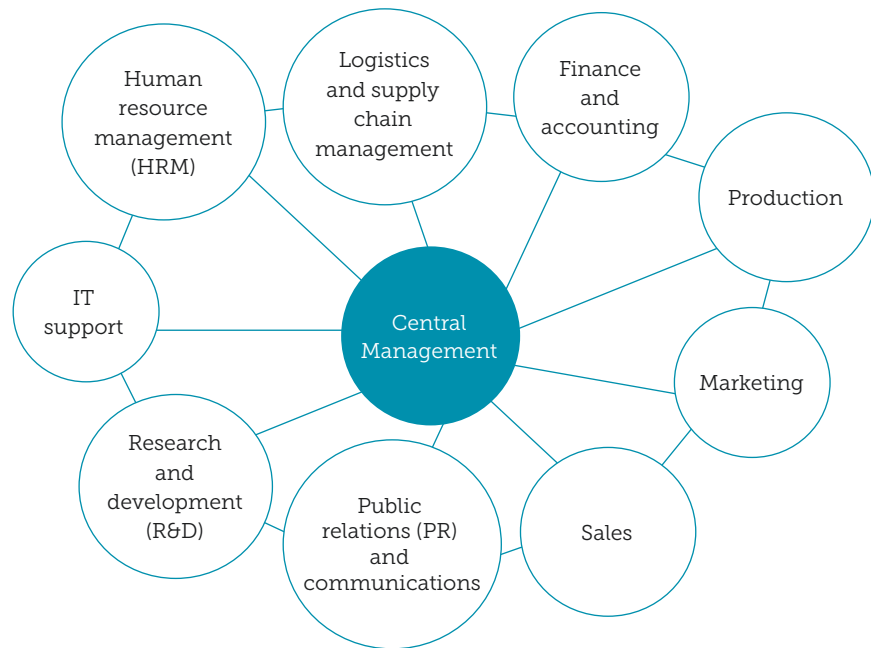 Human
resource
management
(HRM)
Logistics
and supply
chain
management
Finance
and
accounting
Production
IT
support
Central
Management
Marketing
Research
and
development
(R&D)
Public
relations (PR)
and
communications
Sales